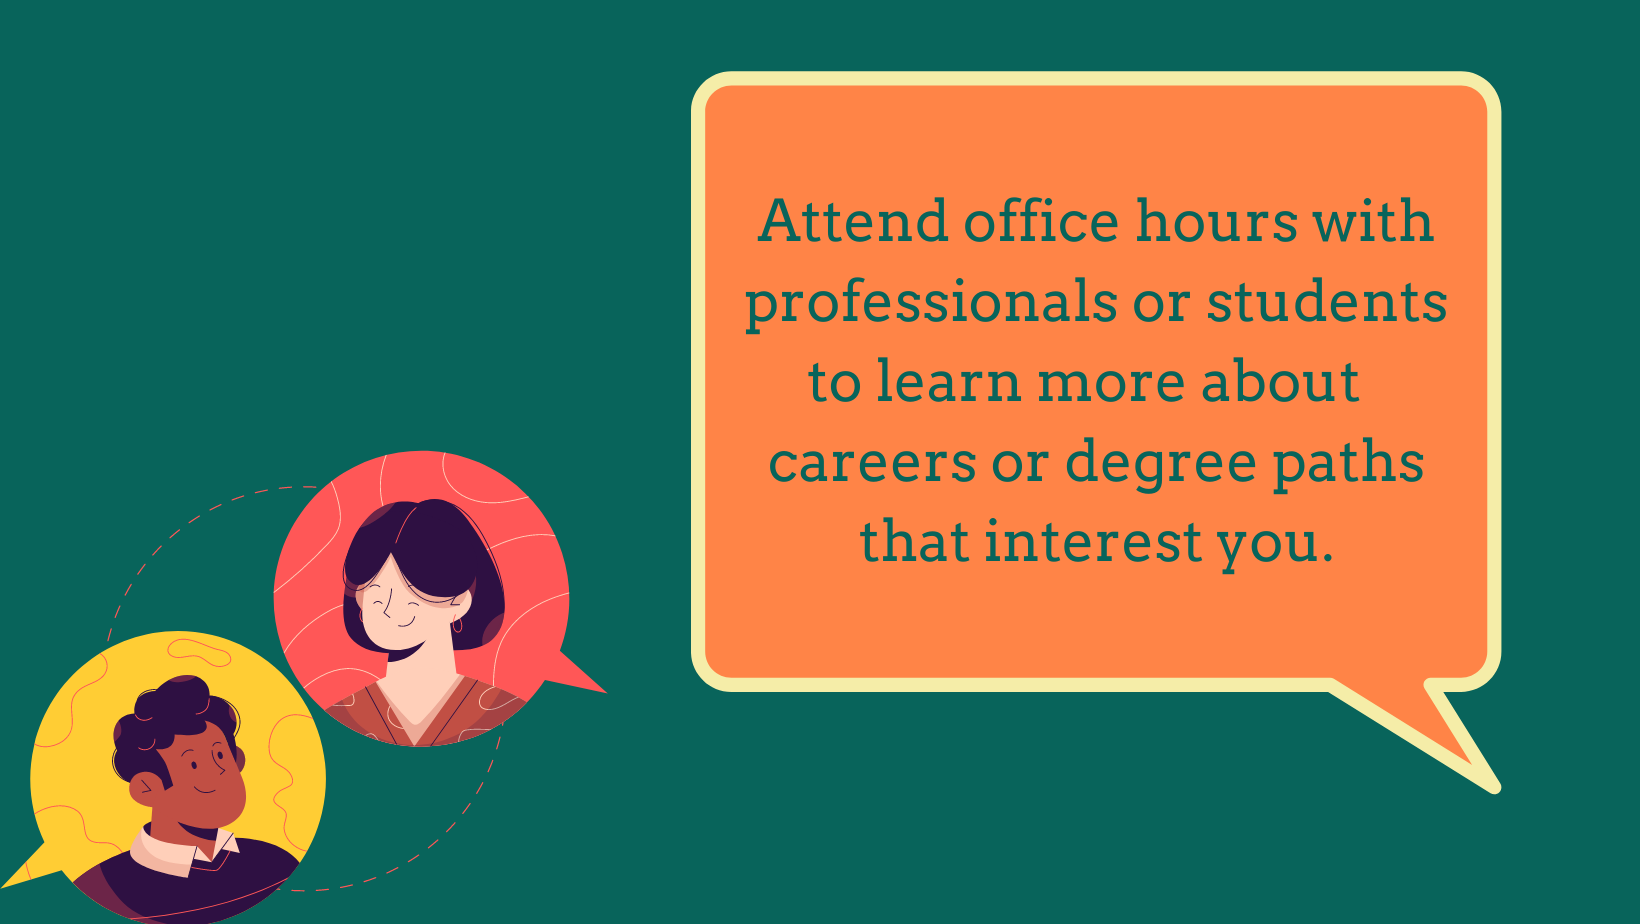 Attend office hours with
professionals or students
to learn more about
careers or degree paths
that interest you.